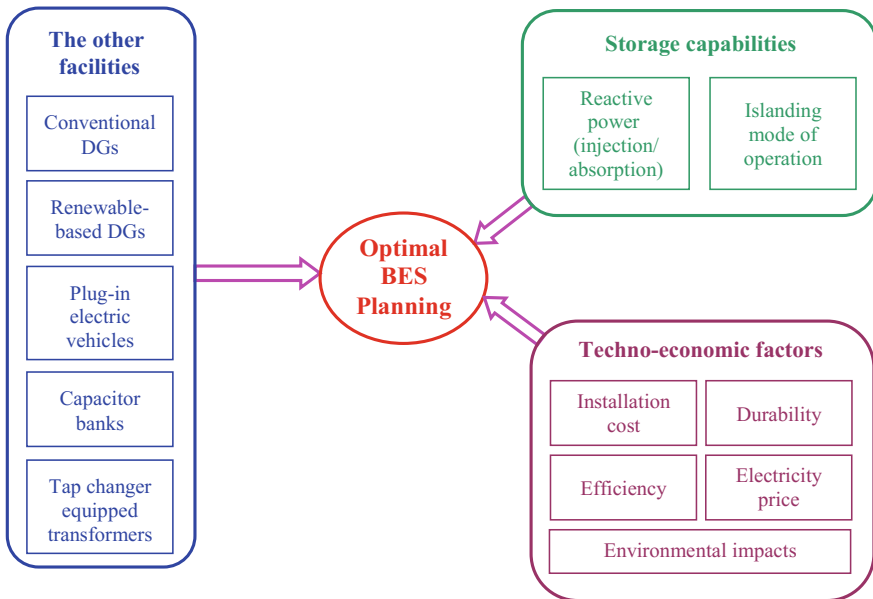 The other
facilities
Conventional
DGs
Renewable-
based DGs
Plug-in
electric
vehicles
Capacitor
banks
Tap changer
equipped
transformers
Optimal
BES
Planning
Storage capabilities
Reactive
power
(injection/
absorption)
Islanding
mode of
operation
Techno-economic factors
Installation
cost
Durability
Efficiency
Electricity
price
Environmental impacts